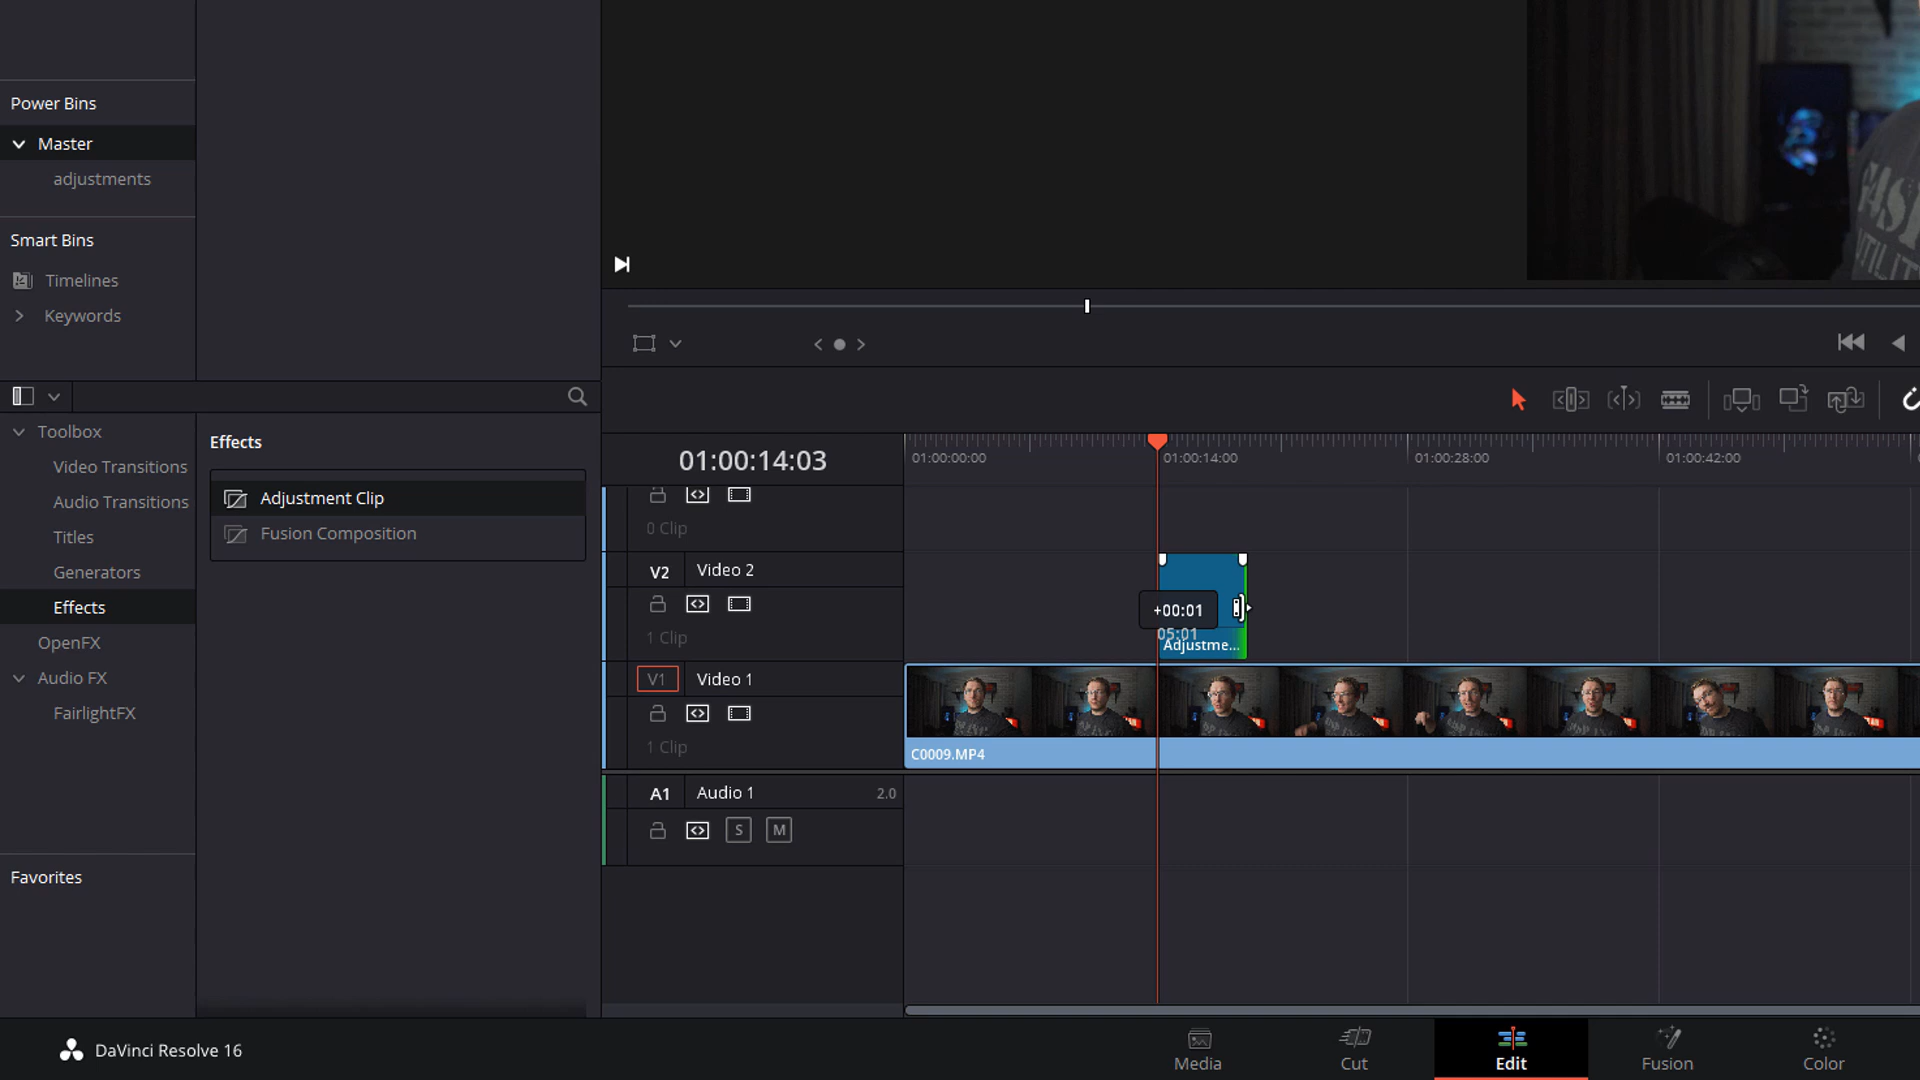 Power Bins
Master
adjustments
Smart Bins
Timelines
Keywords
Toolbox
Video Transitions
Audio Transitions
Titles
Generators
Effects
OpenFX
Audio FX
FairlightFX
Favorites
Effects
Adjustment Clip
Fusion Composition
01:00:14:03
01:00:00:00
01:00:14:00
01:00:28:00
01:00:42:00
0 Clip
V2 Video 2
1 Clip
+00:01
05:01
Adjustme...
V1 Video 1
1 Clip
C0009.MP4
A1 Audio 1 2.0
S M
DaVinci Resolve 16
Media
Cut
Edit
Fusion
Color